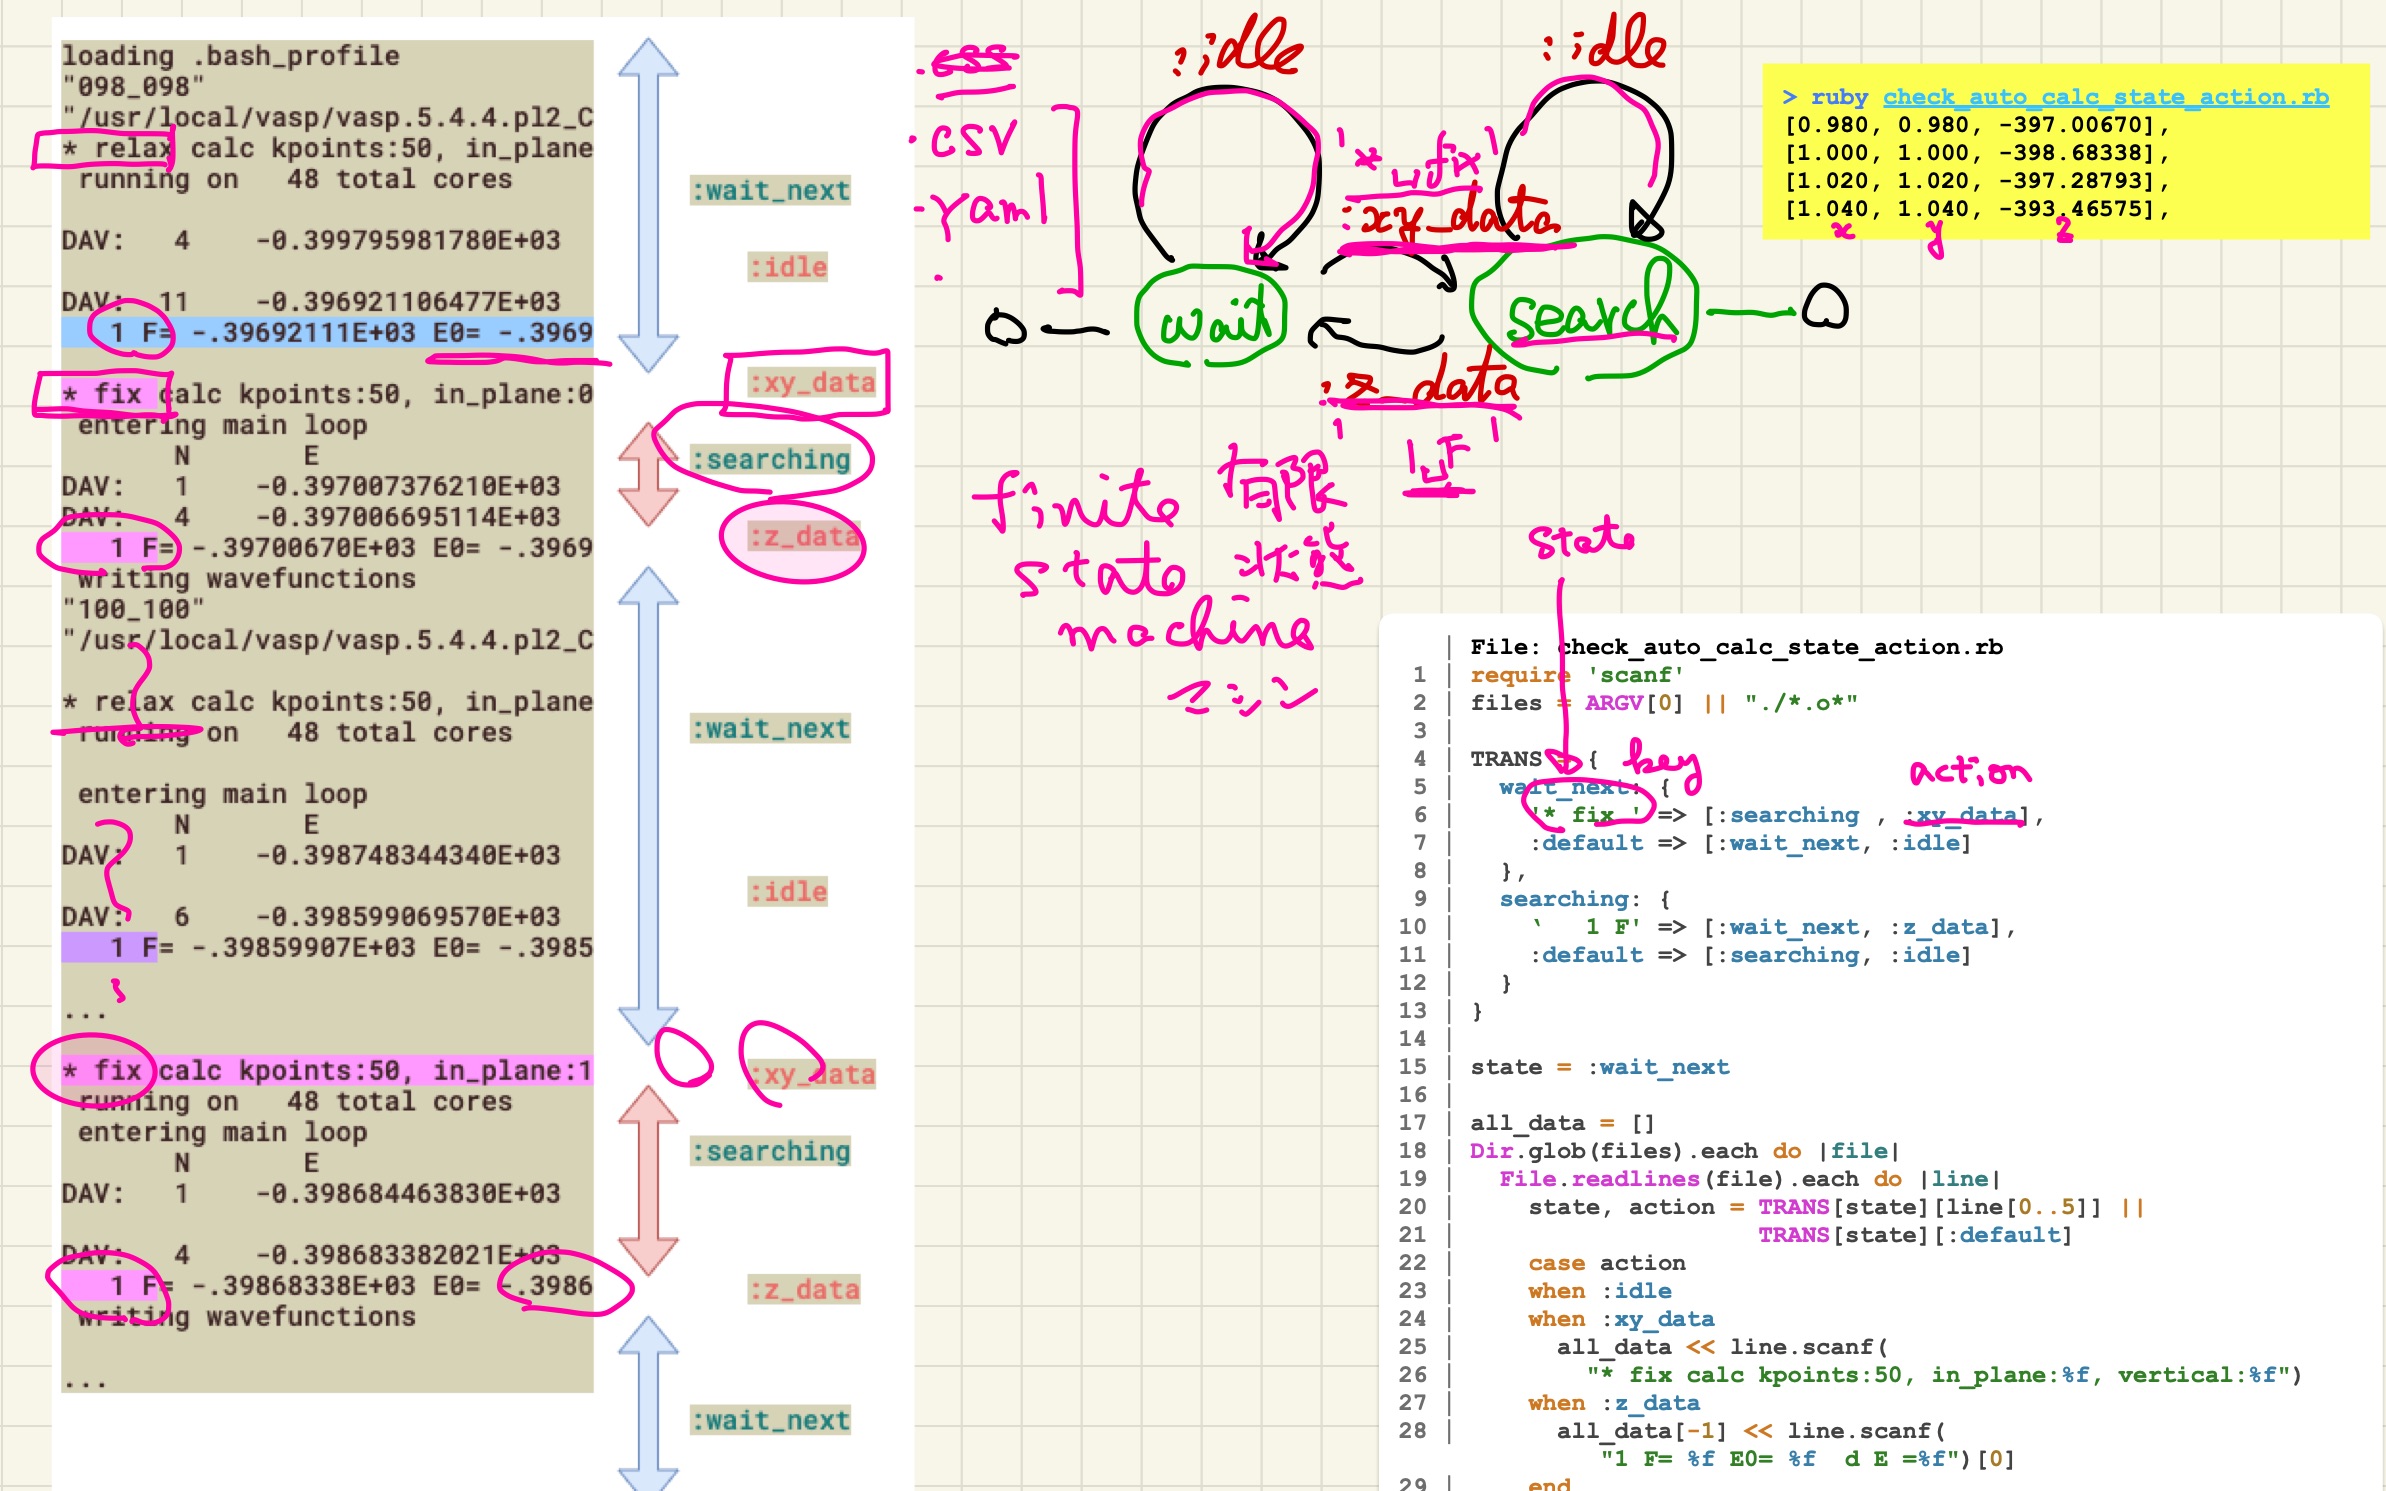 loading .bash_profile
"098_098"
"/usr/local/vasp/vasp.5.4.4.pl2_C
* relax calc kpoints:50, in_plane
running on   48 total cores
DAV:   4    -0.399795981780E+03
DAV:  11    -0.396921106477E+03
1 F= -.39692111E+03 E0= -.3969
* fix calc kpoints:50, in_plane:0
entering main loop
N       E
DAV:   1    -0.397007376210E+03
DAV:   4    -0.397006695114E+03
1 F= -.39700670E+03 E0= -.3969
writing wavefunctions
"100_100"
"/usr/local/vasp/vasp.5.4.4.pl2_C
* relax calc kpoints:50, in_plane
running on   48 total cores
entering main loop
N       E
DAV:   1    -0.398748344340E+03
DAV:   6    -0.398599069570E+03
1 F= -.39859907E+03 E0= -.3985
...
* fix calc kpoints:50, in_plane:1
running on   48 total cores
entering main loop
N       E
DAV:   1    -0.398684463830E+03
DAV:   4    -0.398683382021E+03
1 F= -.39868338E+03 E0= -.3986
writing wavefunctions
...
:wait_next
:idle
:xy_data
:searching
:z_data
:wait_next
:idle
:xy_data
:searching
:z_data
:wait_next
.csv
-yaml
:idle
:idle
'*␣fix'
:xy_data
wait
search
:z_data
'1␣F'
finite 有限
state 状態
machine
マシン
> ruby check_auto_calc_state_action.rb
[0.980, 0.980, -397.00670],
[1.000, 1.000, -398.68338],
[1.020, 1.020, -397.28793],
[1.040, 1.040, -393.46575],
x y z
state
key
action
File: check_auto_calc_state_action.rb
1 require 'scanf'
2 files = ARGV[0] || "./*.o*"
3
4 TRANS = {
5   wait_next: {
6     '* fix ' => [:searching , :xy_data],
7     :default => [:wait_next, :idle]
8   },
9   searching: {
10     `   1 F' => [:wait_next, :z_data],
11     :default => [:searching, :idle]
12   }
13 }
14
15 state = :wait_next
16
17 all_data = []
18 Dir.glob(files).each do |file|
19   File.readlines(file).each do |line|
20     state, action = TRANS[state][line[0..5]] ||
21                     TRANS[state][:default]
22     case action
23     when :idle
24     when :xy_data
25       all_data << line.scanf(
26         "* fix calc kpoints:50, in_plane:%f, vertical:%f")
27     when :z_data
28       all_data[-1] << line.scanf(
"1 F= %f E0= %f  d E =%f")[0]
29     end